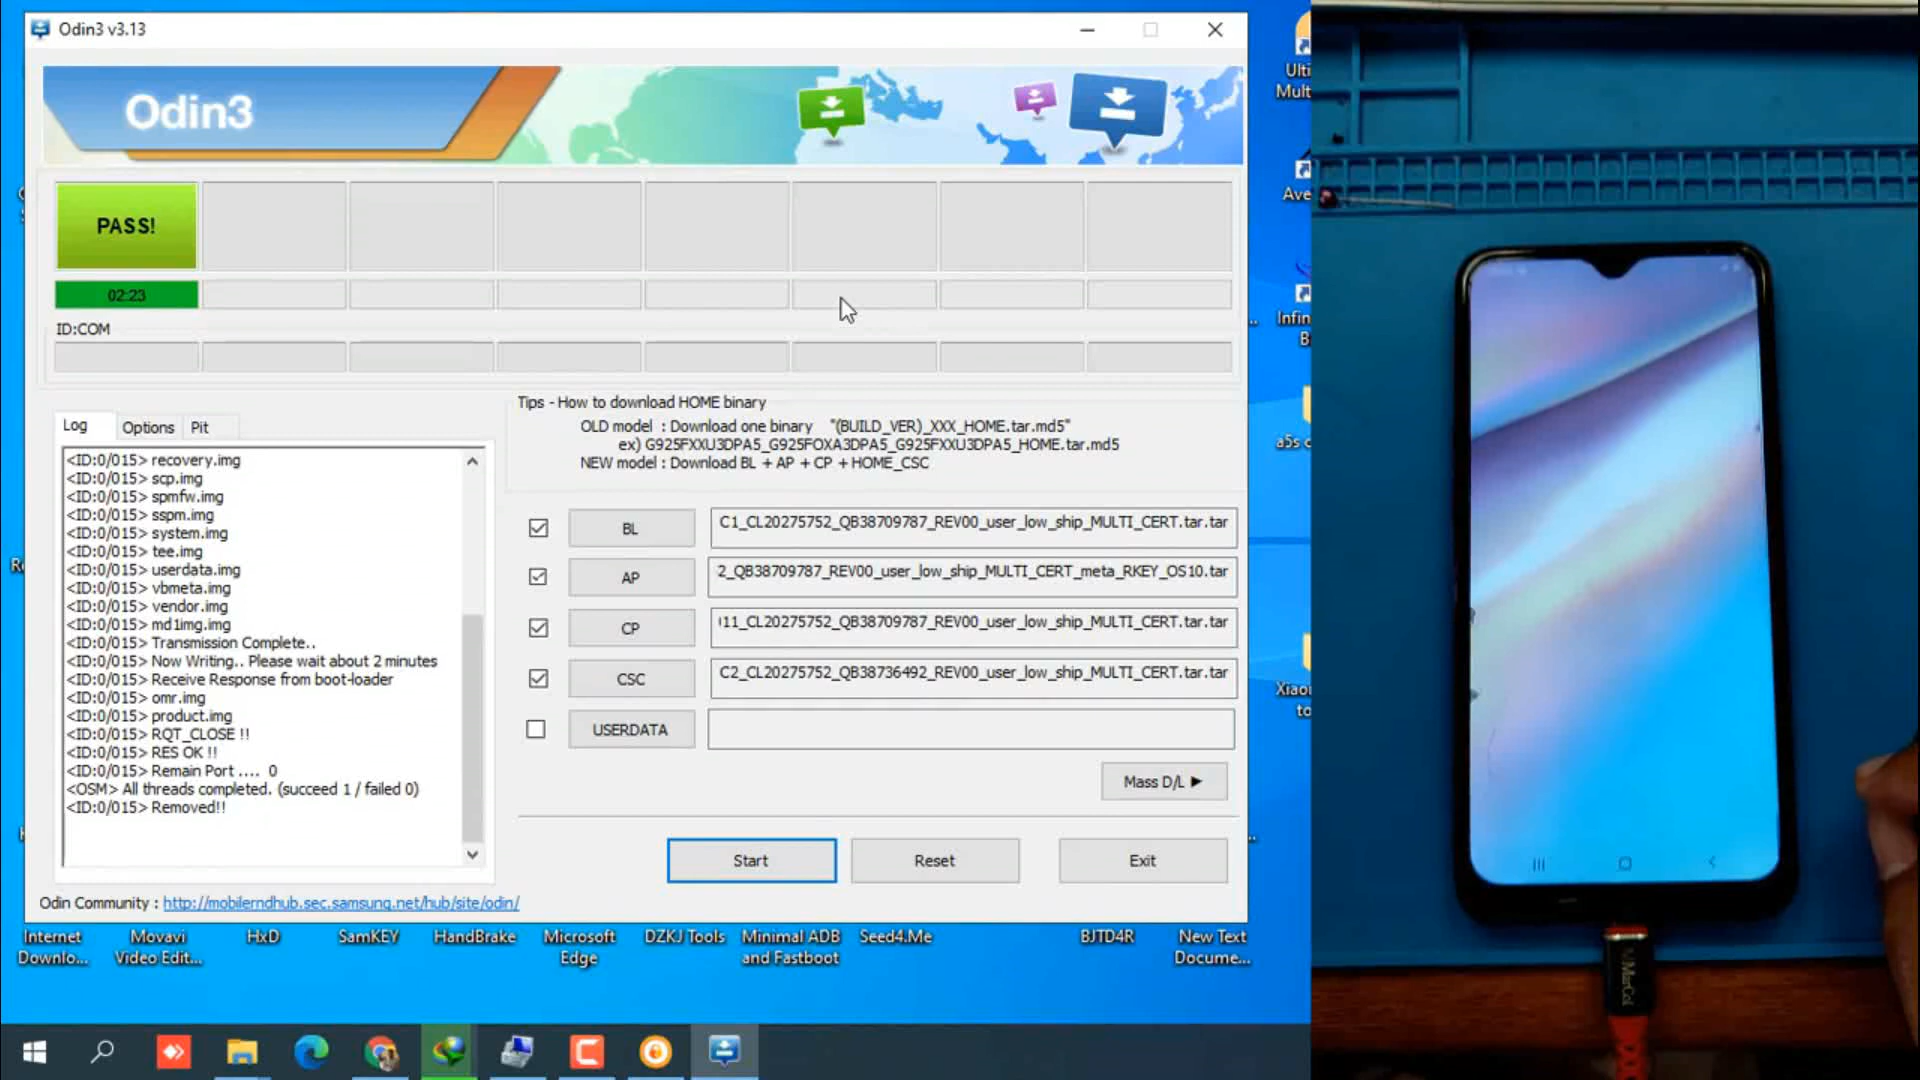 Odin3 v3.13
Odin3
PASS!
02:23
ID:COM
Log
Options
Pit
<ID:0/015> recovery.img
<ID:0/015> scp.img
<ID:0/015> spmfw.img
<ID:0/015> sspm.img
<ID:0/015> system.img
<ID:0/015> tee.img
<ID:0/015> userdata.img
<ID:0/015> vbmeta.img
<ID:0/015> vendor.img
<ID:0/015> md1img.img
<ID:0/015> Transmission Complete..
<ID:0/015> Now Writing.. Please wait about 2 minutes
<ID:0/015> Receive Response from boot-loader
<ID:0/015> omr.img
<ID:0/015> product.img
<ID:0/015> RQT_CLOSE !!
<ID:0/015> RES OK !!
<ID:0/015> Remain Port .... 0
<OSM> All threads completed. (succeed 1 / failed 0)
<ID:0/015> Removed!!
Tips - How to download HOME binary
OLD model : Download one binary "(BUILD_VER)_XXX_HOME.tar.md5"
ex) G925FXXU3DPA5_G925FOXA3DPA5_G925FXXU3DPA5_HOME.tar.md5
NEW model : Download BL + AP + CP + HOME_CSC
BL C1_CL20275752_QB38709787_REV00_user_low_ship_MULTI_CERT.tar.tar
AP 2_QB38709787_REV00_user_low_ship_MULTI_CERT_meta_RKEY_OS10.tar
CP 11_CL20275752_QB38709787_REV00_user_low_ship_MULTI_CERT.tar.tar
CSC C2_CL20275752_QB38736492_REV00_user_low_ship_MULTI_CERT.tar.tar
USERDATA
Mass D/L
Start
Reset
Exit
Odin Community : http://mobilerndhub.sec.samsung.net/hub/site/odin/
Internet
Downlo...
Movavi
Video Edit...
HxD
SamKEY
HandBrake
Microsoft
Edge
DZKJ Tools
Minimal ADB
and Fastboot
Seed4.Me
BJTD4R
New Text
Docume...
Ulti
Mult
Ave
Infin
B
a5s c
Xiao
to